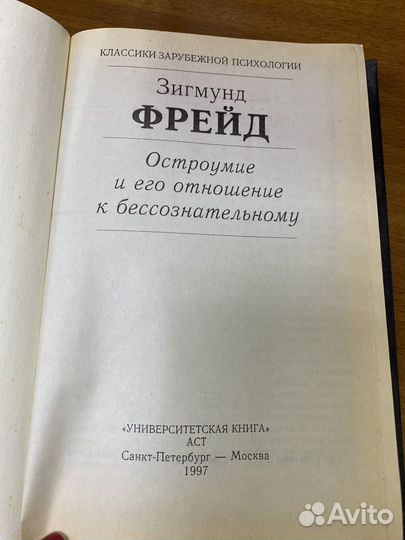 КЛАССИКИ ЗАРУБЕЖНОЙ ПСИХОЛОГИИ
Зигмунд
ФРЕЙД
Остроумие
и его отношение
к бессознательному
«УНИВЕРСИТЕТСКАЯ КНИГА»
АСТ
Санкт-Петербург — Москва
1997
Avito